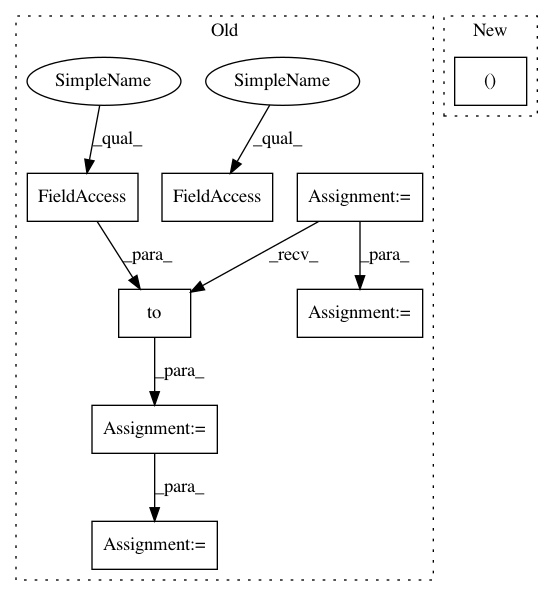 Old
New
SimpleName
SimpleName
()
_qual_
_qual_
FieldAccess
FieldAccess
Assignment:=
_para_
_recv_
_para_
to
Assignment:=
_para_
Assignment:=
_para_
Assignment:=